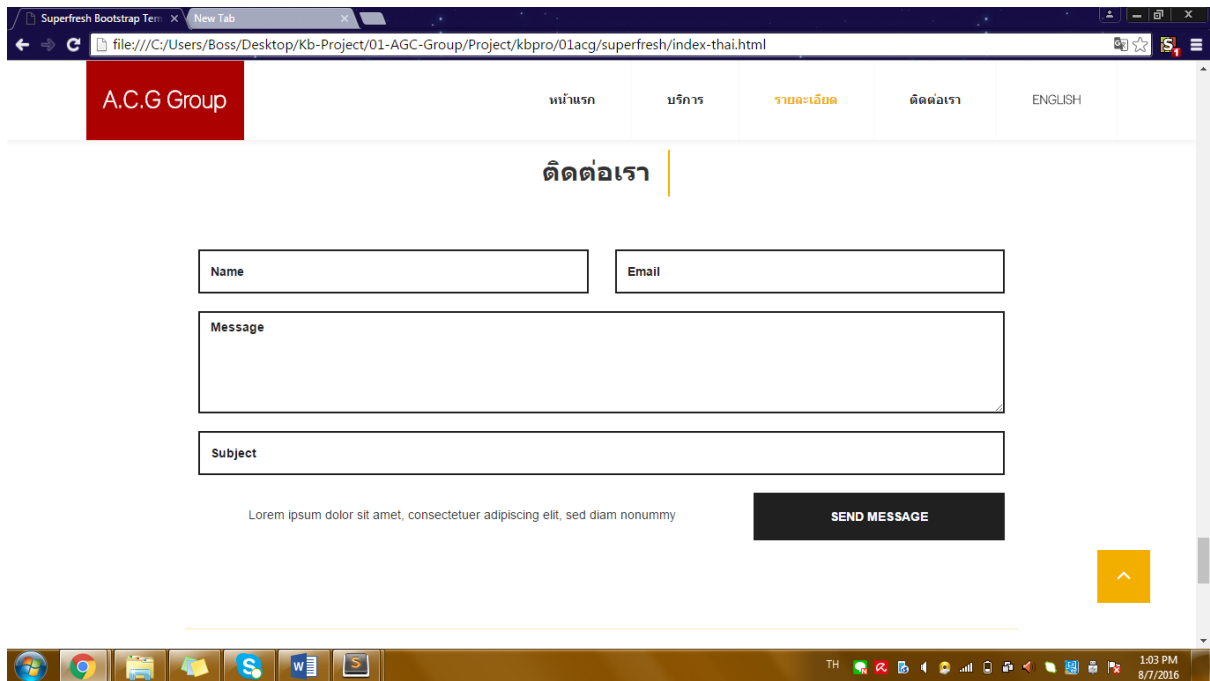 Superfresh Bootstrap Tem
New Tab
file:///C:/Users/Boss/Desktop/Kb-Project/01-AGC-Group/Project/kbpro/01acg/superfresh/index-thai.html
A.C.G Group
หน้าแรก
บริการ
รายละเอียด
ติดต่อเรา
ENGLISH
ติดต่อเรา
Name
Email
Message
Subject
Lorem ipsum dolor sit amet, consectetuer adipiscing elit, sed diam nonummy
SEND MESSAGE
TH
1:03 PM
8/7/2016